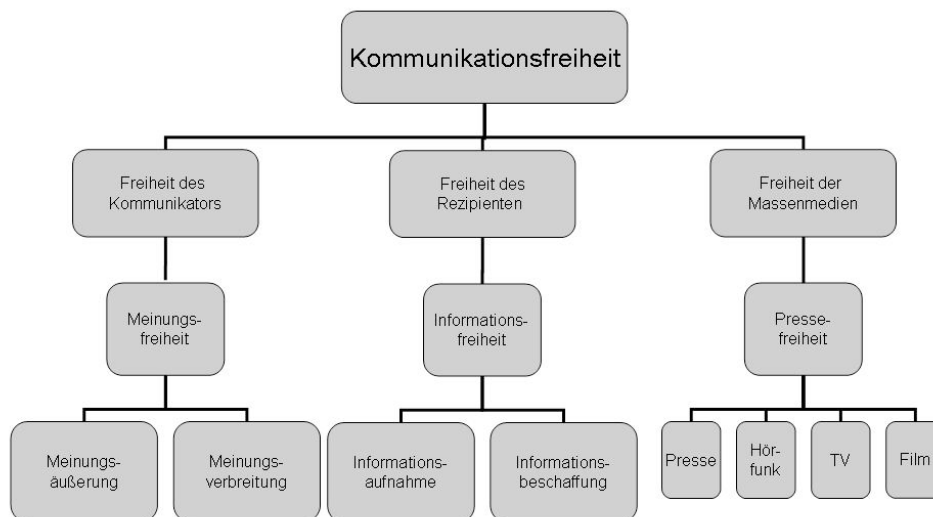 Kommunikationsfreiheit
Freiheit des
Kommunikators
Freiheit des
Rezipienten
Freiheit der
Massenmedien
Meinungs-
freiheit
Informations-
freiheit
Presse-
freiheit
Meinungs-
äußerung
Meinungs-
verbreitung
Informations-
aufnahme
Informations-
beschaffung
Presse
Hör-
funk
TV
Film